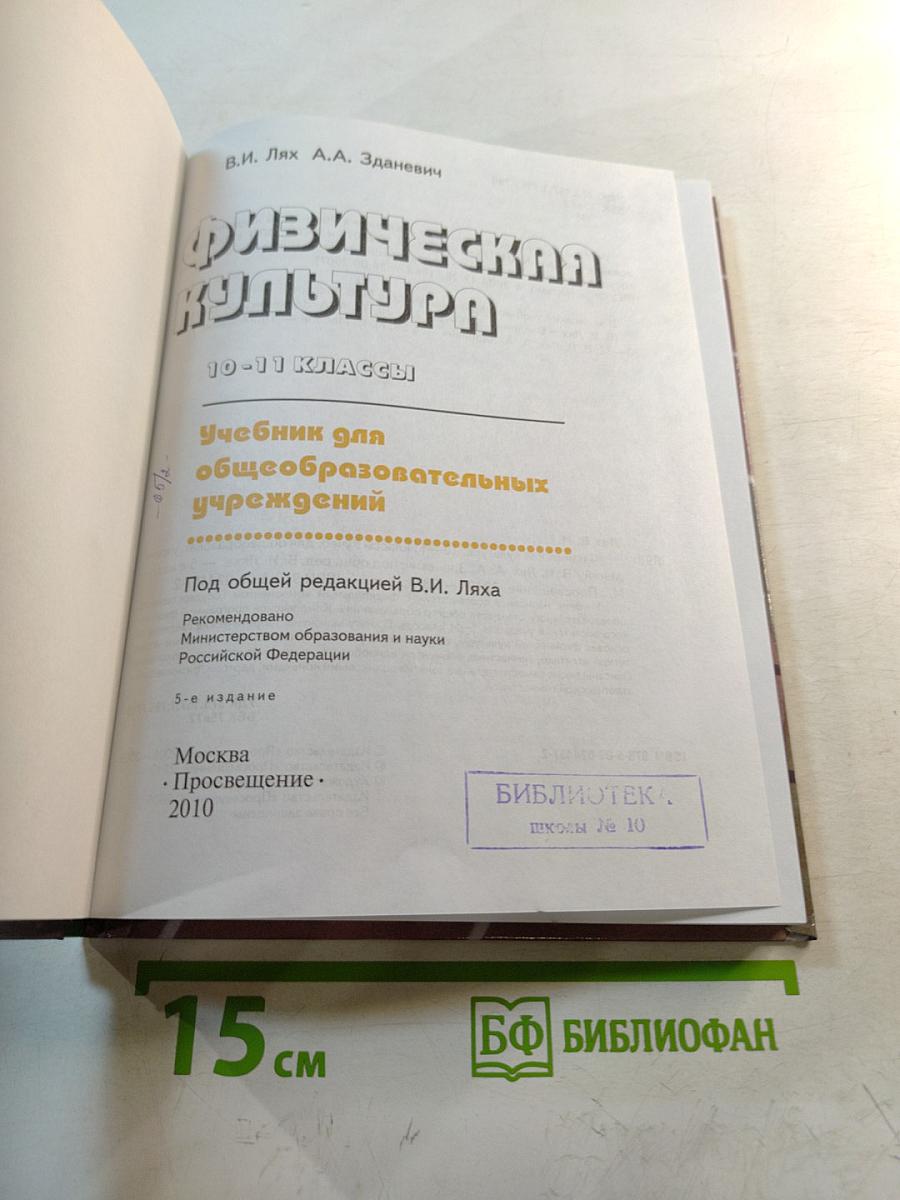 В.И. Лях А.А. Зданевич
ФИЗИЧЕСКАЯ
КУЛЬТУРА
10-11 КЛАССЫ
Учебник для
общеобразовательных
учреждений
Под общей редакцией В.И. Ляха
Рекомендовано
Министерством образования и науки
Российской Федерации
5-е издание
Москва
· Просвещение ·
2010
БИБЛИОТЕКА
школы № 10
15 см
БФ БИБЛИОФАН